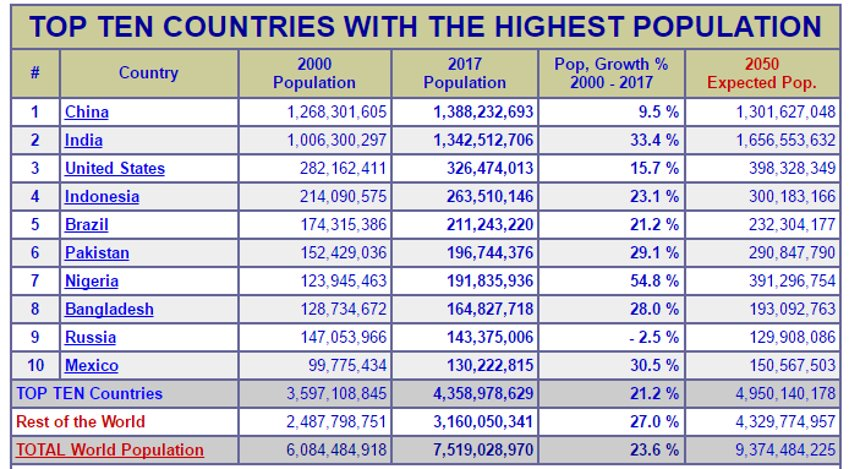 TOP TEN COUNTRIES WITH THE HIGHEST POPULATION
# Country 2000 Population 2017 Population Pop, Growth % 2000 - 2017 2050 Expected Pop.
1 China 1,268,301,605 1,388,232,693 9.5 % 1,301,627,048
2 India 1,006,300,297 1,342,512,706 33.4 % 1,656,553,632
3 United States 282,162,411 326,474,013 15.7 % 398,328,349
4 Indonesia 214,090,575 263,510,146 23.1 % 300,183,166
5 Brazil 174,315,386 211,243,220 21.2 % 232,304,177
6 Pakistan 152,429,036 196,744,376 29.1 % 290,847,790
7 Nigeria 123,945,463 191,835,936 54.8 % 391,296,754
8 Bangladesh 128,734,672 164,827,718 28.0 % 193,092,763
9 Russia 147,053,966 143,375,006 - 2.5 % 129,908,086
10 Mexico 99,775,434 130,222,815 30.5 % 150,567,503
TOP TEN Countries 3,597,108,845 4,358,978,629 21.2 % 4,950,140,178
Rest of the World 2,487,798,751 3,160,050,341 27.0 % 4,329,774,957
TOTAL World Population 6,084,484,918 7,519,028,970 23.6 % 9,374,484,225